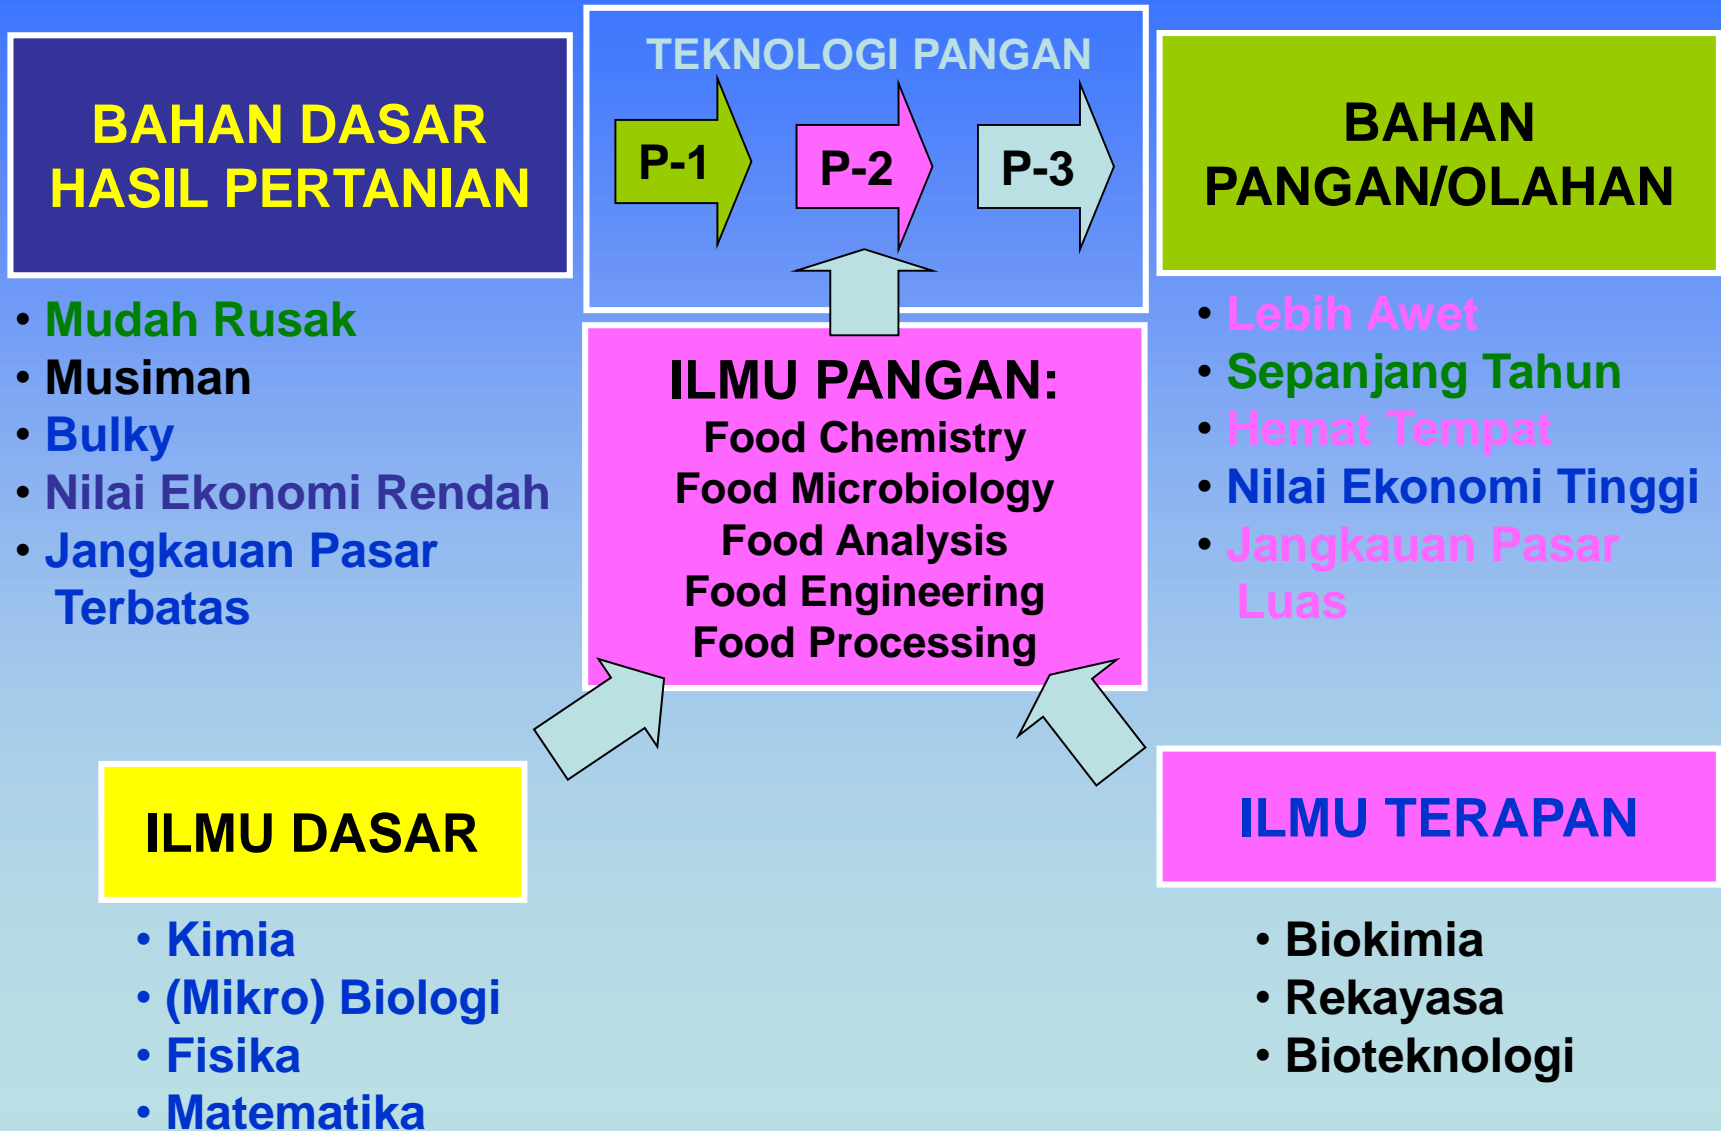 BAHAN DASAR
HASIL PERTANIAN
• Mudah Rusak
• Musiman
• Bulky
• Nilai Ekonomi Rendah
• Jangkauan Pasar
Terbatas
TEKNOLOGI PANGAN
P-1
P-2
P-3
BAHAN
PANGAN/OLAHAN
• Lebih Awet
• Sepanjang Tahun
• Hemat Tempat
• Nilai Ekonomi Tinggi
• Jangkauan Pasar
Luas
ILMU PANGAN:
Food Chemistry
Food Microbiology
Food Analysis
Food Engineering
Food Processing
ILMU DASAR
• Kimia
• (Mikro) Biologi
• Fisika
• Matematika
ILMU TERAPAN
• Biokimia
• Rekayasa
• Bioteknologi